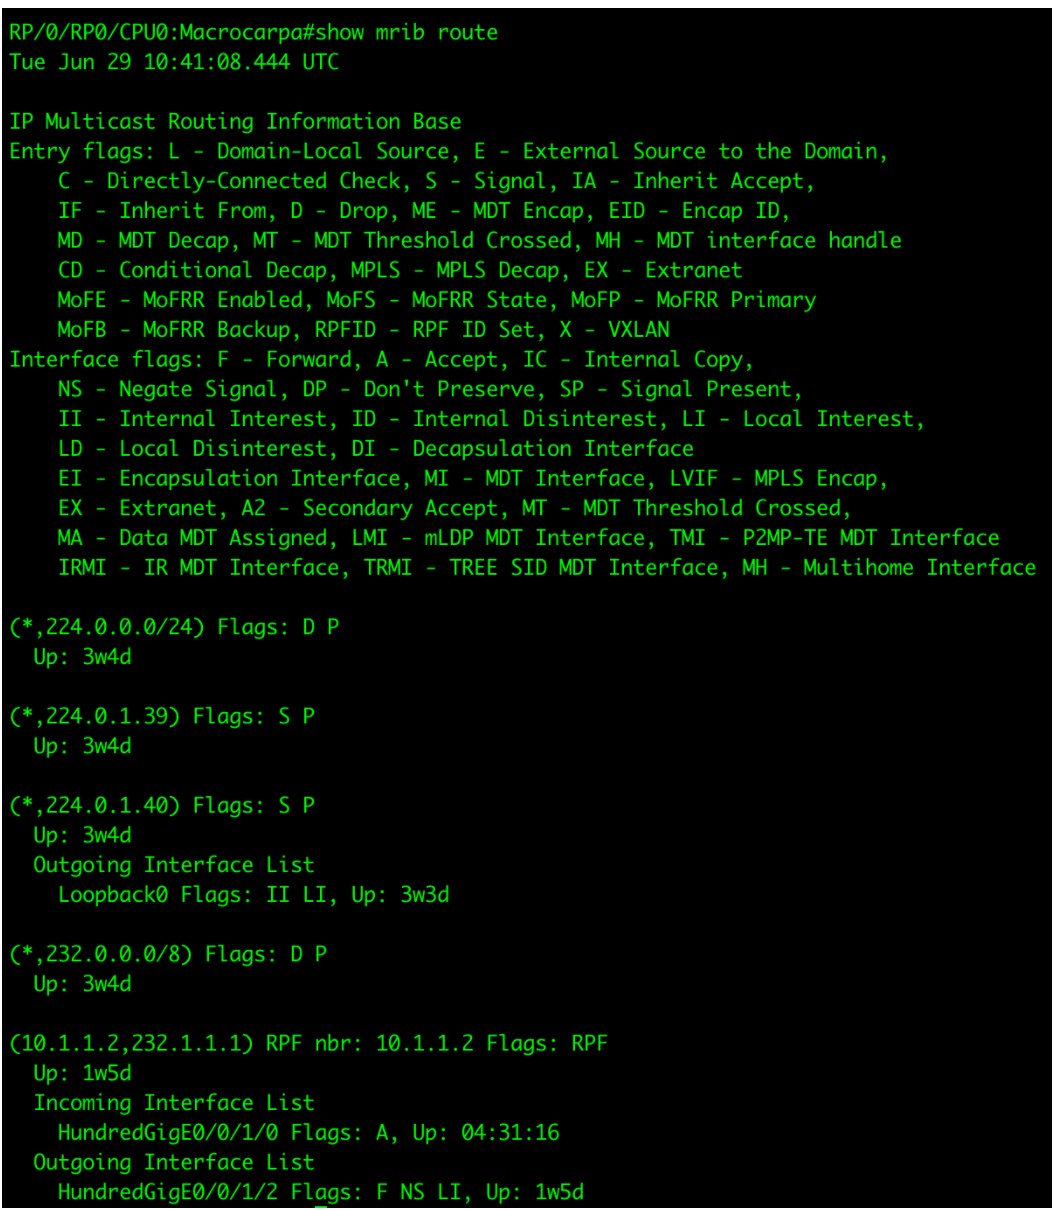 RP/0/RP0/CPU0:Macrocarpa#show mrib route
Tue Jun 29 10:41:08.444 UTC
IP Multicast Routing Information Base
Entry flags: L - Domain-Local Source, E - External Source to the Domain,
C - Directly-Connected Check, S - Signal, IA - Inherit Accept,
IF - Inherit From, D - Drop, ME - MDT Encap, EID - Encap ID,
MD - MDT Decap, MT - MDT Threshold Crossed, MH - MDT interface handle
CD - Conditional Decap, MPLS - MPLS Decap, EX - Extranet
MoFE - MoFRR Enabled, MoFS - MoFRR State, MoFP - MoFRR Primary
MoFB - MoFRR Backup, RPFID - RPF ID Set, X - VXLAN
Interface flags: F - Forward, A - Accept, IC - Internal Copy,
NS - Negate Signal, DP - Don't Preserve, SP - Signal Present,
II - Internal Interest, ID - Internal Disinterest, LI - Local Interest,
LD - Local Disinterest, DI - Decapsulation Interface
EI - Encapsulation Interface, MI - MDT Interface, LVIF - MPLS Encap,
EX - Extranet, A2 - Secondary Accept, MT - MDT Threshold Crossed,
MA - Data MDT Assigned, LMI - mLDP MDT Interface, TMI - P2MP-TE MDT Interface
IRMI - IR MDT Interface, TRMI - TREE SID MDT Interface, MH - Multihome Interface
(*,224.0.0.0/24) Flags: D P
Up: 3w4d
(*,224.0.1.39) Flags: S P
Up: 3w4d
(*,224.0.1.40) Flags: S P
Up: 3w4d
Outgoing Interface List
Loopback0 Flags: II LI, Up: 3w3d
(*,232.0.0.0/8) Flags: D P
Up: 3w4d
(10.1.1.2,232.1.1.1) RPF nbr: 10.1.1.2 Flags: RPF
Up: 1w5d
Incoming Interface List
HundredGigE0/0/1/0 Flags: A, Up: 04:31:16
Outgoing Interface List
HundredGigE0/0/1/2 Flags: F NS LI, Up: 1w5d